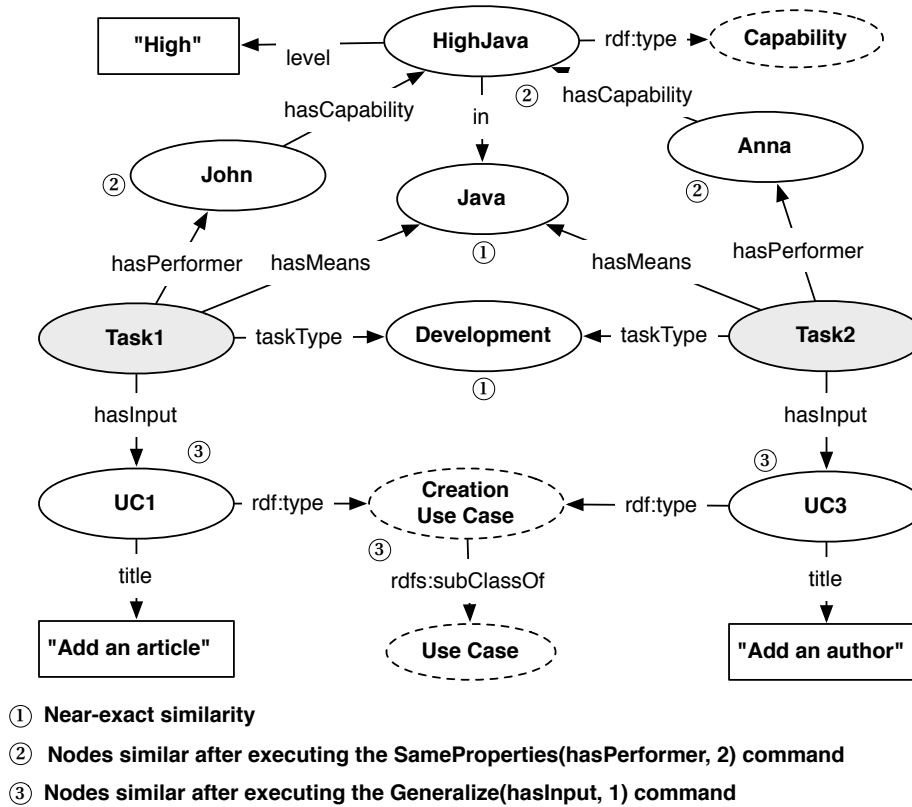 "High"
level
HighJava
rdf:type
Capability
②
hasCapability
hasCapability
in
② John
Java
Anna
②
①
hasPerformer
hasMeans
hasMeans
hasPerformer
Task1
taskType
Development
taskType
Task2
①
hasInput
hasInput
③
③
UC1
rdf:type
Creation
Use Case
rdf:type
UC3
③
title
rdfs:subClassOf
title
"Add an article"
Use Case
"Add an author"
① Near-exact similarity
② Nodes similar after executing the SameProperties(hasPerformer, 2) command
③ Nodes similar after executing the Generalize(hasInput, 1) command